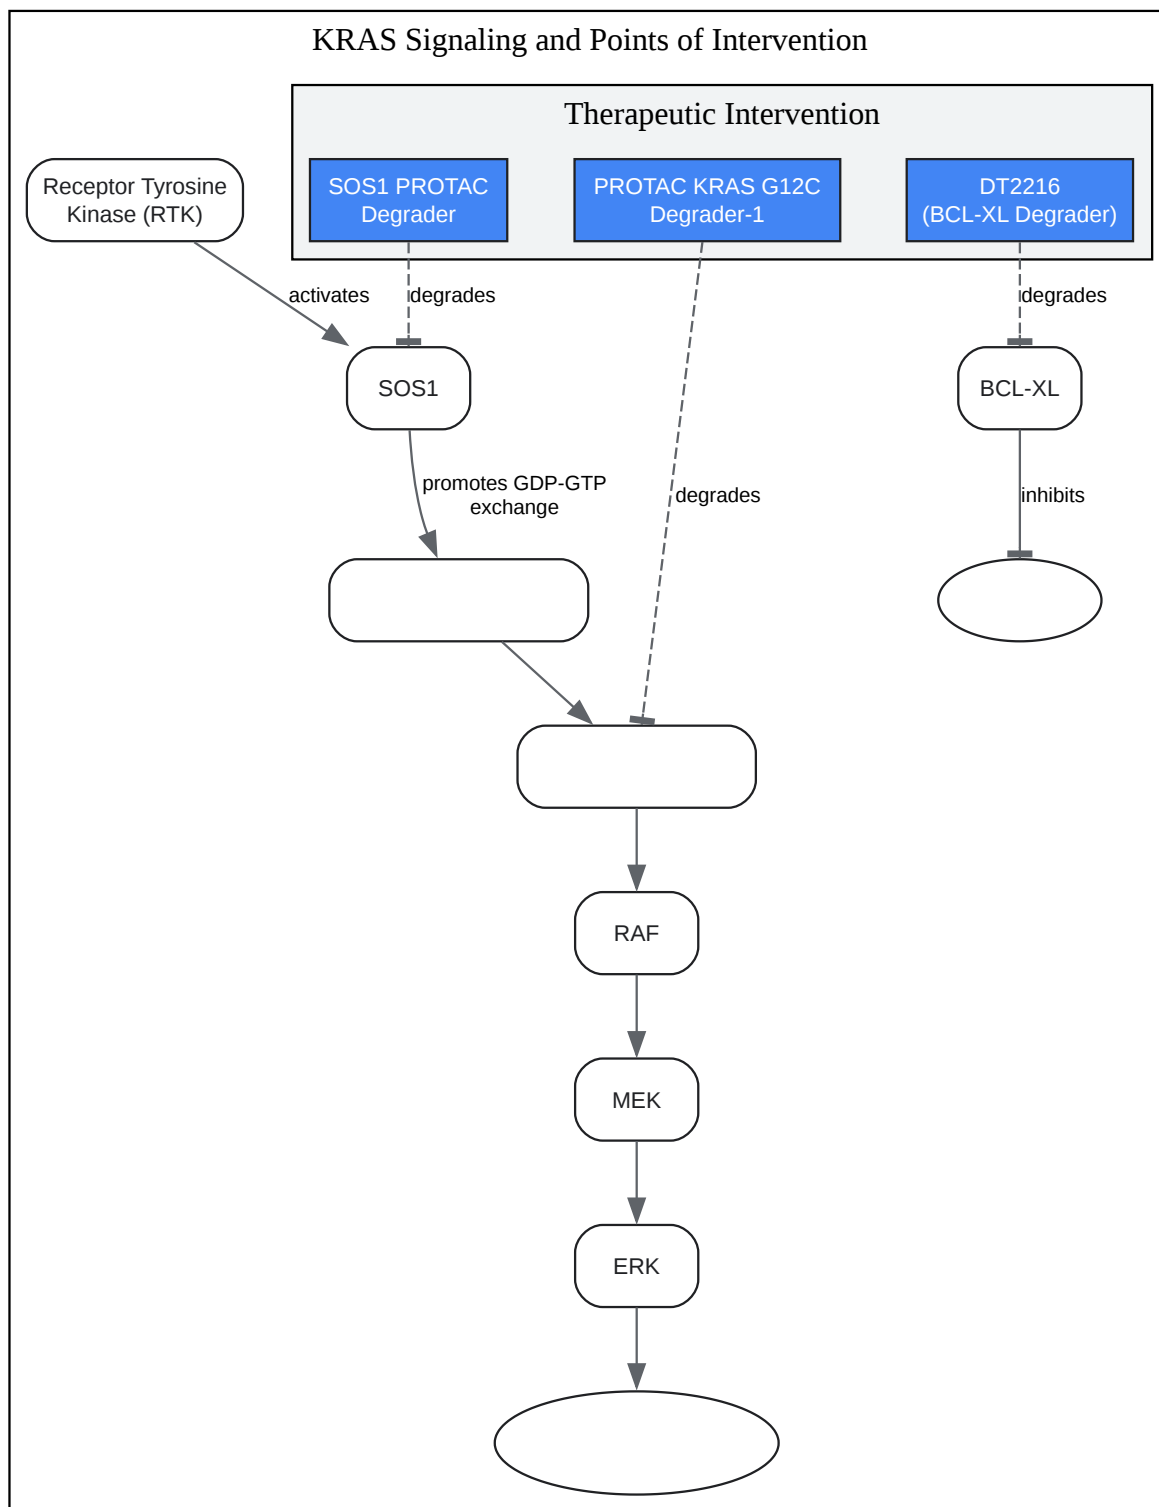 KRAS Signaling and Points of Intervention
Therapeutic Intervention
Receptor Tyrosine
Kinase (RTK)
SOS1 PROTAC
Degrader
PROTAC KRAS G12C
Degrader-1
DT2216
(BCL-XL Degrader)
activates
degrades
degrades
SOS1
BCL-XL
promotes GDP-GTP
exchange
degrades
inhibits
RAF
MEK
ERK